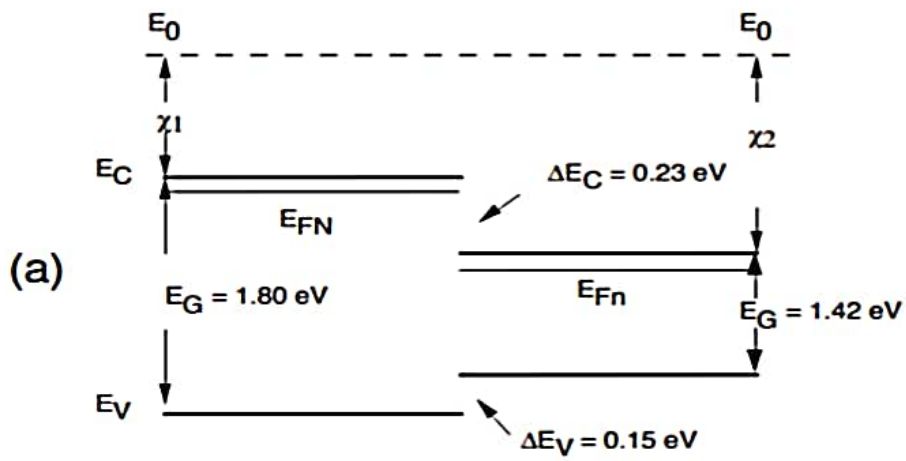 E0 E0
χ1
χ2
EC
ΔEC = 0.23 eV
EFN
(a)
EFn
EG = 1.80 eV
EG = 1.42 eV
EV
ΔEV = 0.15 eV